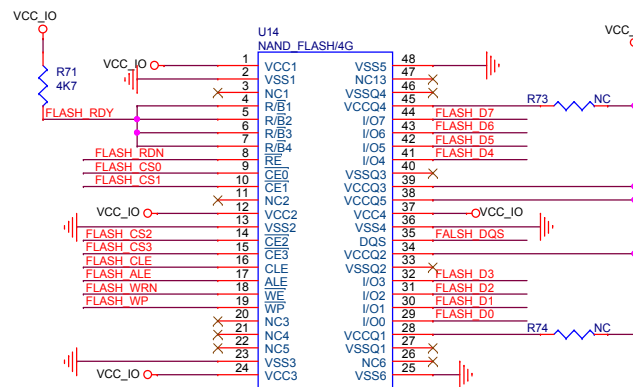 VCC_IO
U14
NAND_FLASH/4G
VCC_IO
R71
4K7
FLASH_RDY
VCC_IO
1 VCC1 VSS5 48
2 VSS1 NC13 47
3 NC1 VSSQ4 46
4 R/B1 VCCQ4 45 R73 NC
5 R/B2 I/O7 44 FLASH_D7
6 R/B3 I/O6 43 FLASH_D6
7 R/B4 I/O5 42 FLASH_D5
FLASH_RDN 8 RE I/O4 41 FLASH_D4
FLASH_CS0 9 CE0 VSSQ3 40
FLASH_CS1 10 CE1 VCCQ3 39
11 NC2 VCCQ5 38
VCC_IO 12 VCC2 VCC4 37 VCC_IO
13 VSS2 VSS4 36
FLASH_CS2 14 CE2 DQS 35 FALSH_DQS
FLASH_CS3 15 CE3 VCCQ2 34
FLASH_CLE 16 CLE VSSQ2 33
FLASH_ALE 17 ALE I/O3 32 FLASH_D3
FLASH_WRN 18 WE I/O2 31 FLASH_D2
FLASH_WP 19 WP I/O1 30 FLASH_D1
20 NC3 I/O0 29 FLASH_D0
21 NC4 VCCQ1 28 R74 NC
22 NC5 VSSQ1 27
23 VSS3 NC6 26
VCC_IO 24 VCC3 VSS6 25